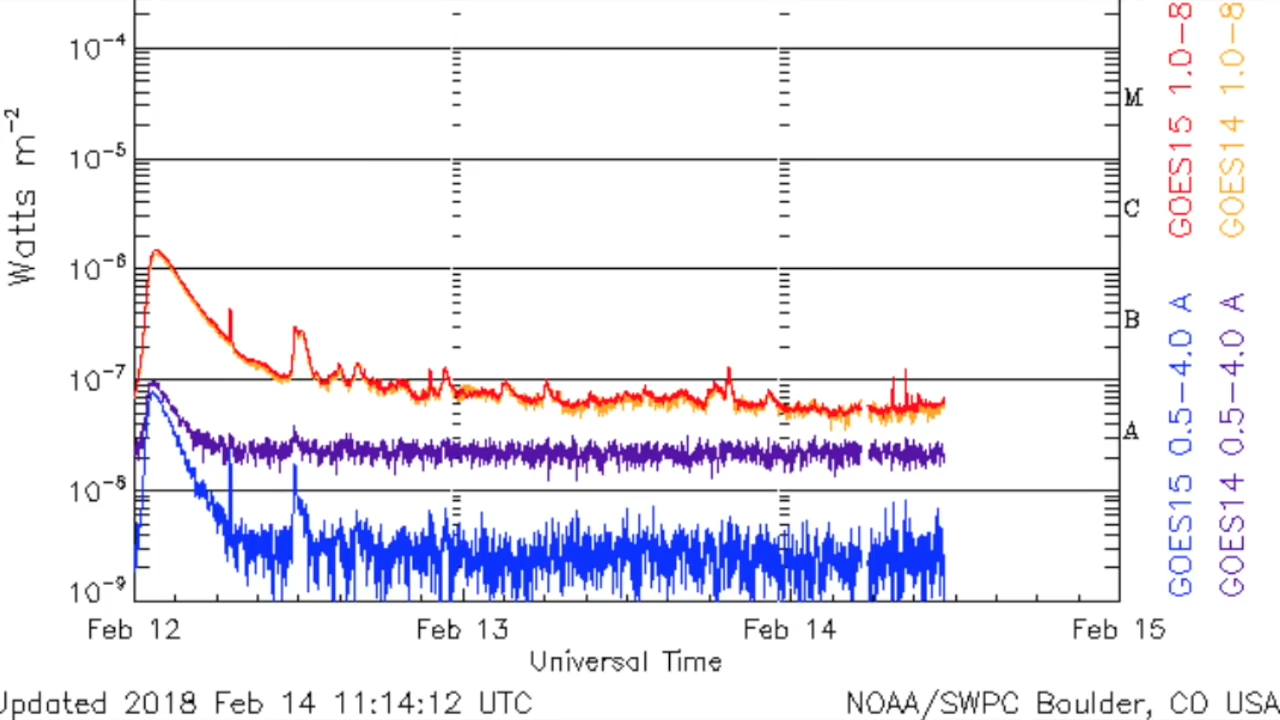 10-4
M
10-5
C
10-6
B
10-7
A
10-8
10-9
Watts m-2
GOES15 1.0-8
GOES14 1.0-8
GOES15 0.5-4.0 A
GOES14 0.5-4.0 A
Feb 12 Feb 13 Feb 14 Feb 15
Universal Time
Updated 2018 Feb 14 11:14:12 UTC NOAA/SWPC Boulder, CO USA